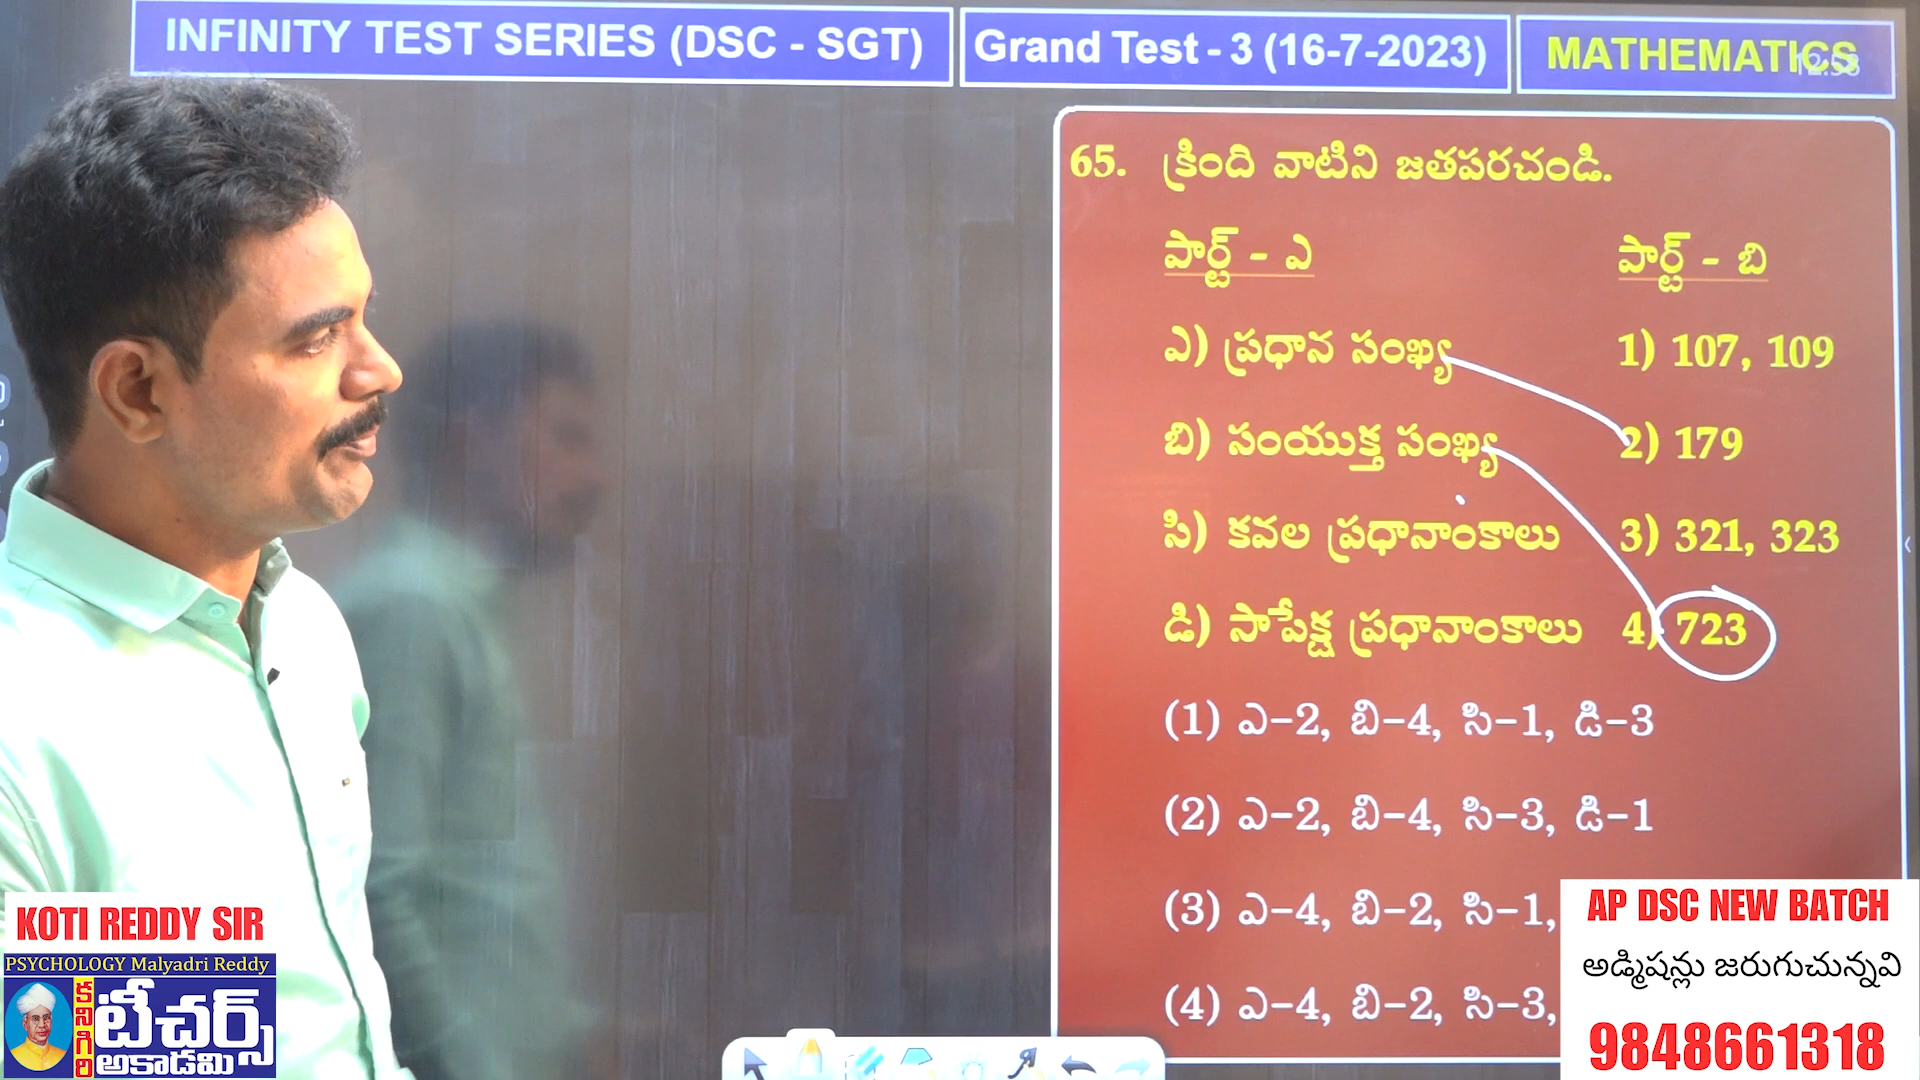 INFINITY TEST SERIES (DSC - SGT)
Grand Test - 3 (16-7-2023)
MATHEMATICS
12:58
65. క్రింది వాటిని జతపరచండి.
పార్ట్ - ఎ పార్ట్ - బి
ఎ) ప్రధాన సంఖ్య 1) 107, 109
బి) సంయుక్త సంఖ్య 2) 179
సి) కవల ప్రధానాంకాలు 3) 321, 323
డి) సాపేక్ష ప్రధానాంకాలు 4) 723
(1) ఎ-2, బి-4, సి-1, డి-3
(2) ఎ-2, బి-4, సి-3, డి-1
(3) ఎ-4, బి-2, సి-1,
(4) ఎ-4, బి-2, సి-3,
KOTI REDDY SIR
PSYCHOLOGY Malyadri Reddy
కనిగిరి
టీచర్స్
అకాడమి
AP DSC NEW BATCH
అడ్మిషన్లు జరుగుచున్నవి
9848661318